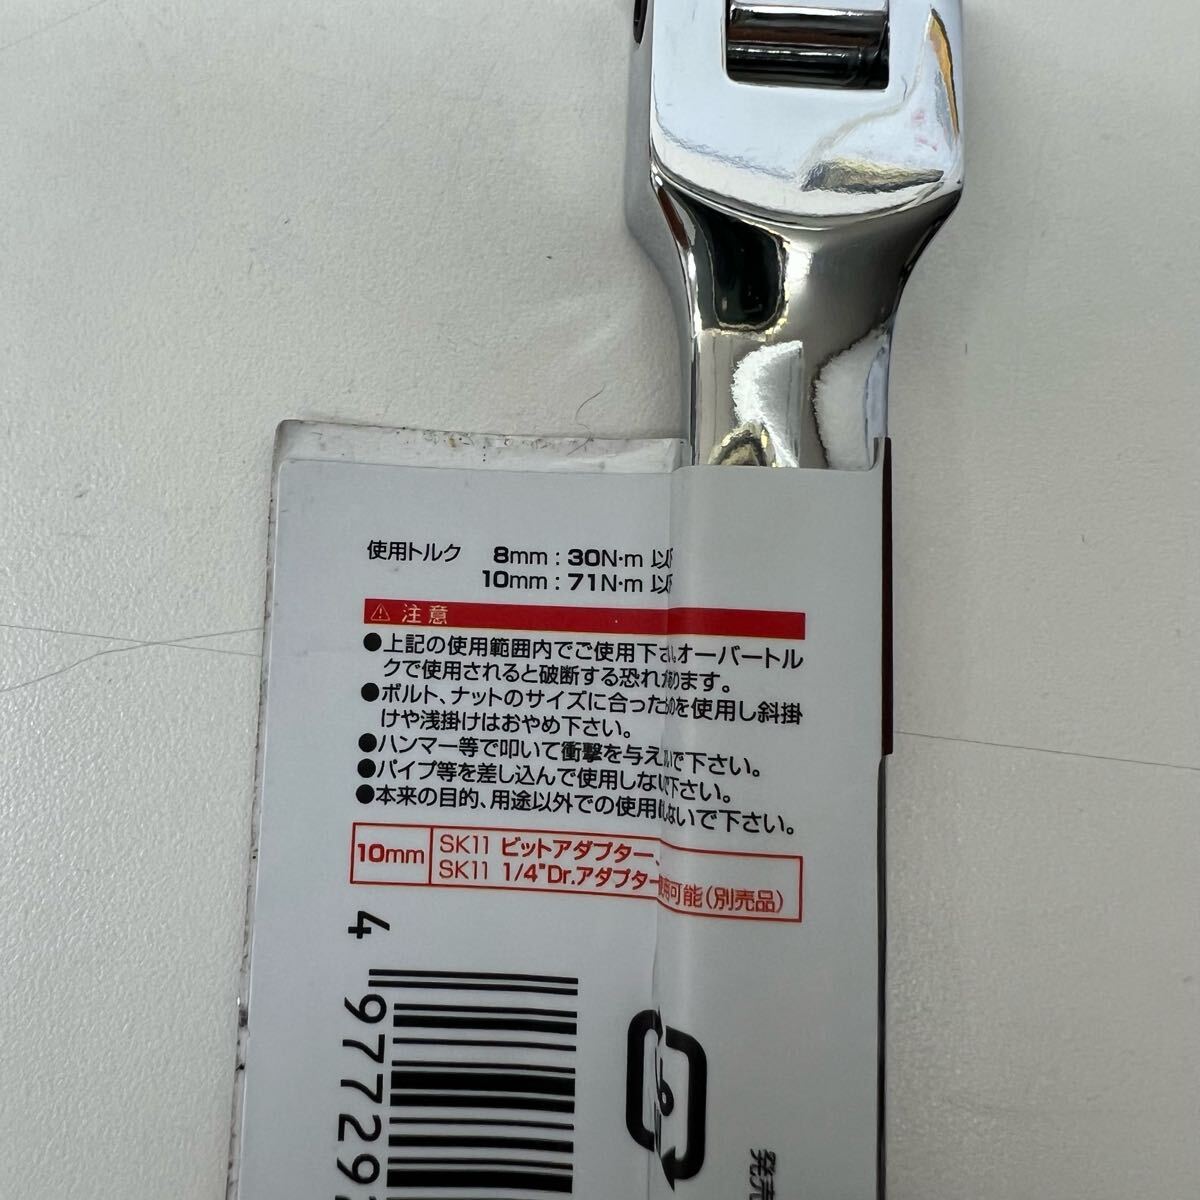 使用トルク 8mm : 30N·m 以
10mm : 71N·m 以
注意
●上記の使用範囲内でご使用下さ。オーバートル
クで使用されると破断する恐れがあります。
●ボルト、ナットのサイズに合ったものを使用し斜掛
けや浅掛けはおやめ下さい。
●ハンマー等で叩いて衝撃を与えないで下さい。
●パイプ等を差し込んで使用しないで下さい。
●本来の目的、用途以外での使用しないで下さい。
10mm
SK11 ビットアダプター、
SK11 1/4"Dr.アダプター使用可能(別売品)
4 97729
発売